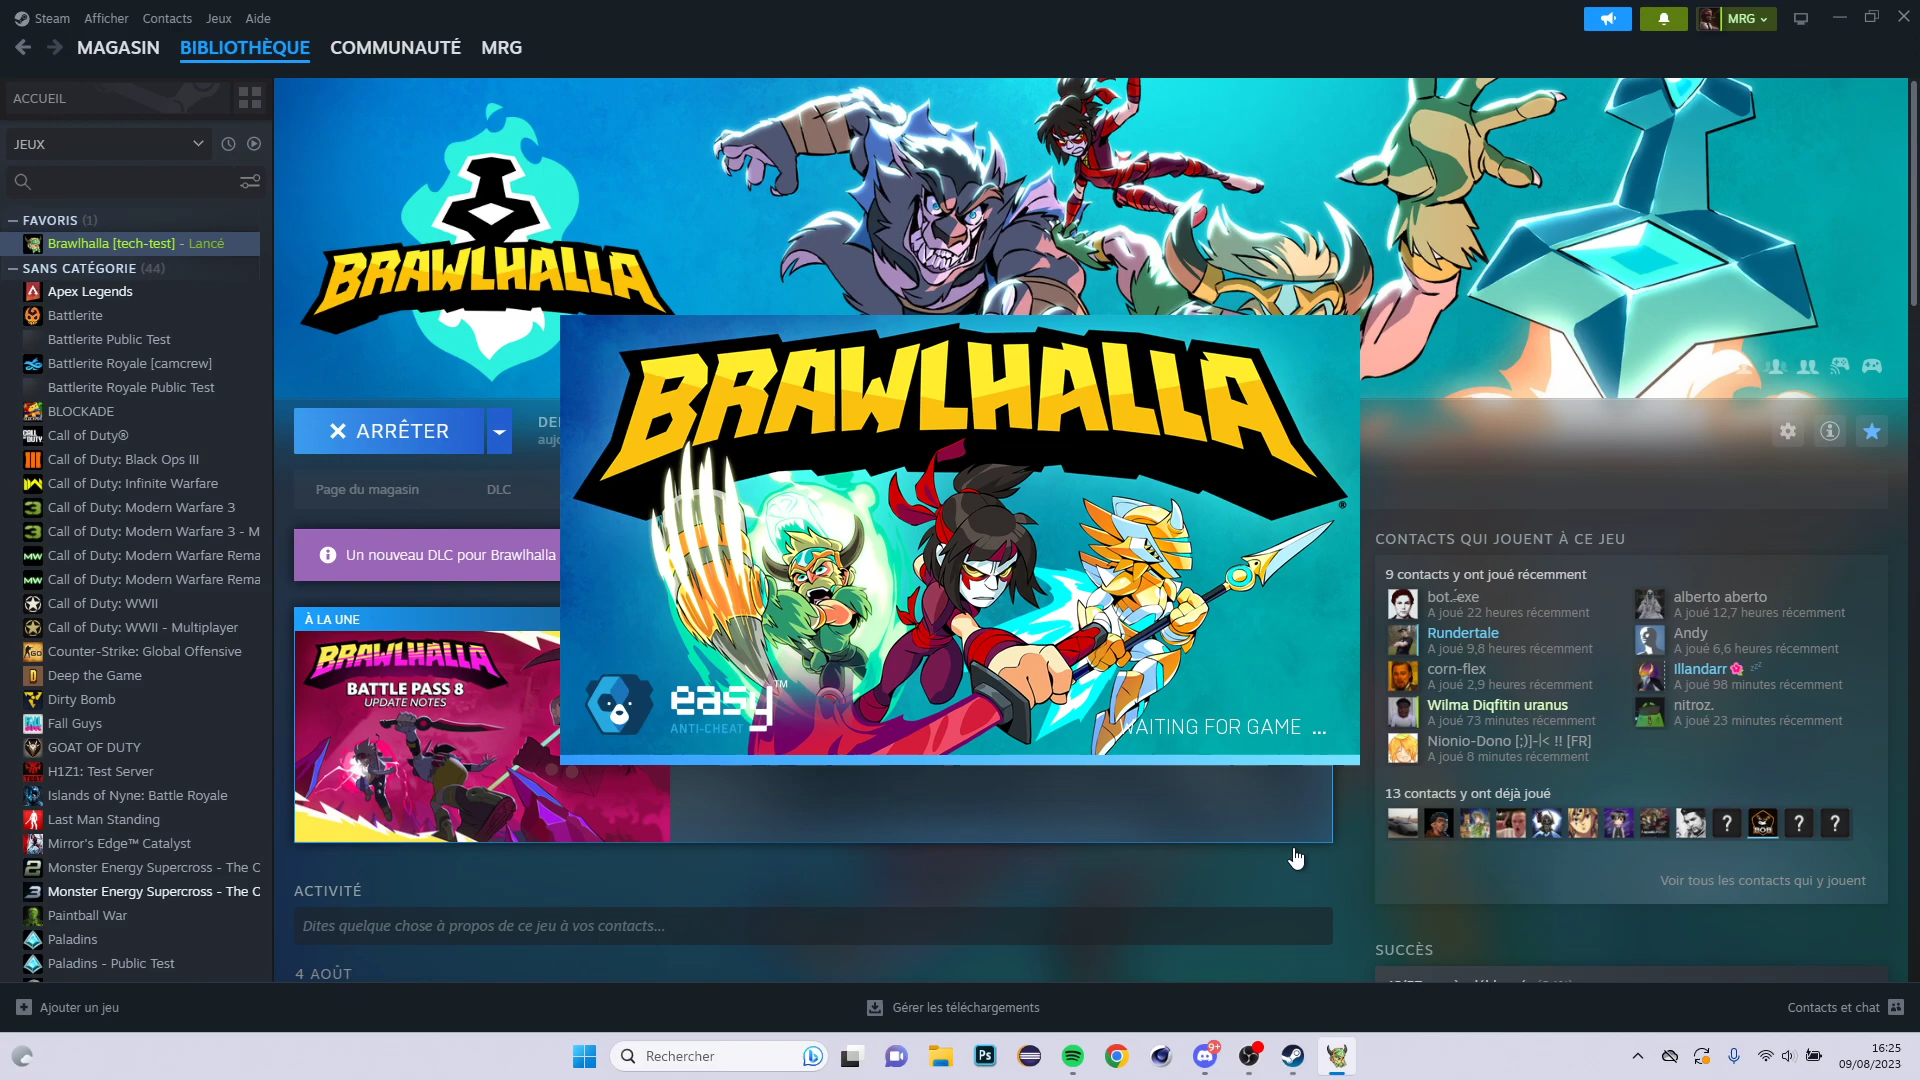 Steam Afficher Contacts Jeux Aide
MRG
MAGASIN BIBLIOTHÈQUE COMMUNAUTÉ MRG
ACCUEIL
JEUX
FAVORIS (1)
Brawlhalla [tech-test] - Lancé
SANS CATÉGORIE (44)
Apex Legends
Battlerite
Battlerite Public Test
Battlerite Royale [camcrew]
Battlerite Royale Public Test
BLOCKADE
Call of Duty®
Call of Duty: Black Ops III
Call of Duty: Infinite Warfare
Call of Duty: Modern Warfare 3
Call of Duty: Modern Warfare 3 - M
Call of Duty: Modern Warfare Rema
Call of Duty: Modern Warfare Rema
Call of Duty: WWII
Call of Duty: WWII - Multiplayer
Counter-Strike: Global Offensive
Deep the Game
Dirty Bomb
Fall Guys
GOAT OF DUTY
H1Z1: Test Server
Islands of Nyne: Battle Royale
Last Man Standing
Mirror's Edge™ Catalyst
Monster Energy Supercross - The C
Monster Energy Supercross - The C
Paintball War
Paladins
Paladins - Public Test
BRAWLHALLA
ARRÊTER
DE
aujo
Page du magasin DLC
Un nouveau DLC pour Brawlhalla
À LA UNE
BRAWLHALLA
BATTLE PASS 8
UPDATE NOTES
BRAWLHALLA®
easy™
ANTI-CHEAT
WAITING FOR GAME ...
ACTIVITÉ
Dites quelque chose à propos de ce jeu à vos contacts...
4 AOÛT
CONTACTS QUI JOUENT À CE JEU
9 contacts y ont joué récemment
bot.exe
A joué 22 heures récemment
alberto aberto
A joué 12,7 heures récemment
Rundertale
A joué 9,8 heures récemment
Andy
A joué 6,6 heures récemment
corn-flex
A joué 2,9 heures récemment
Illandarr🌺 zzz
A joué 98 minutes récemment
Wilma Diqfitin uranus
A joué 73 minutes récemment
nitroz.
A joué 23 minutes récemment
Nionio-Dono [;)]-|< !! [FR]
A joué 8 minutes récemment
13 contacts y ont déjà joué
? BOB ? ?
Voir tous les contacts qui y jouent
SUCCÈS
Ajouter un jeu
Gérer les téléchargements
Contacts et chat
Rechercher
Ps
9+
16:25
09/08/2023